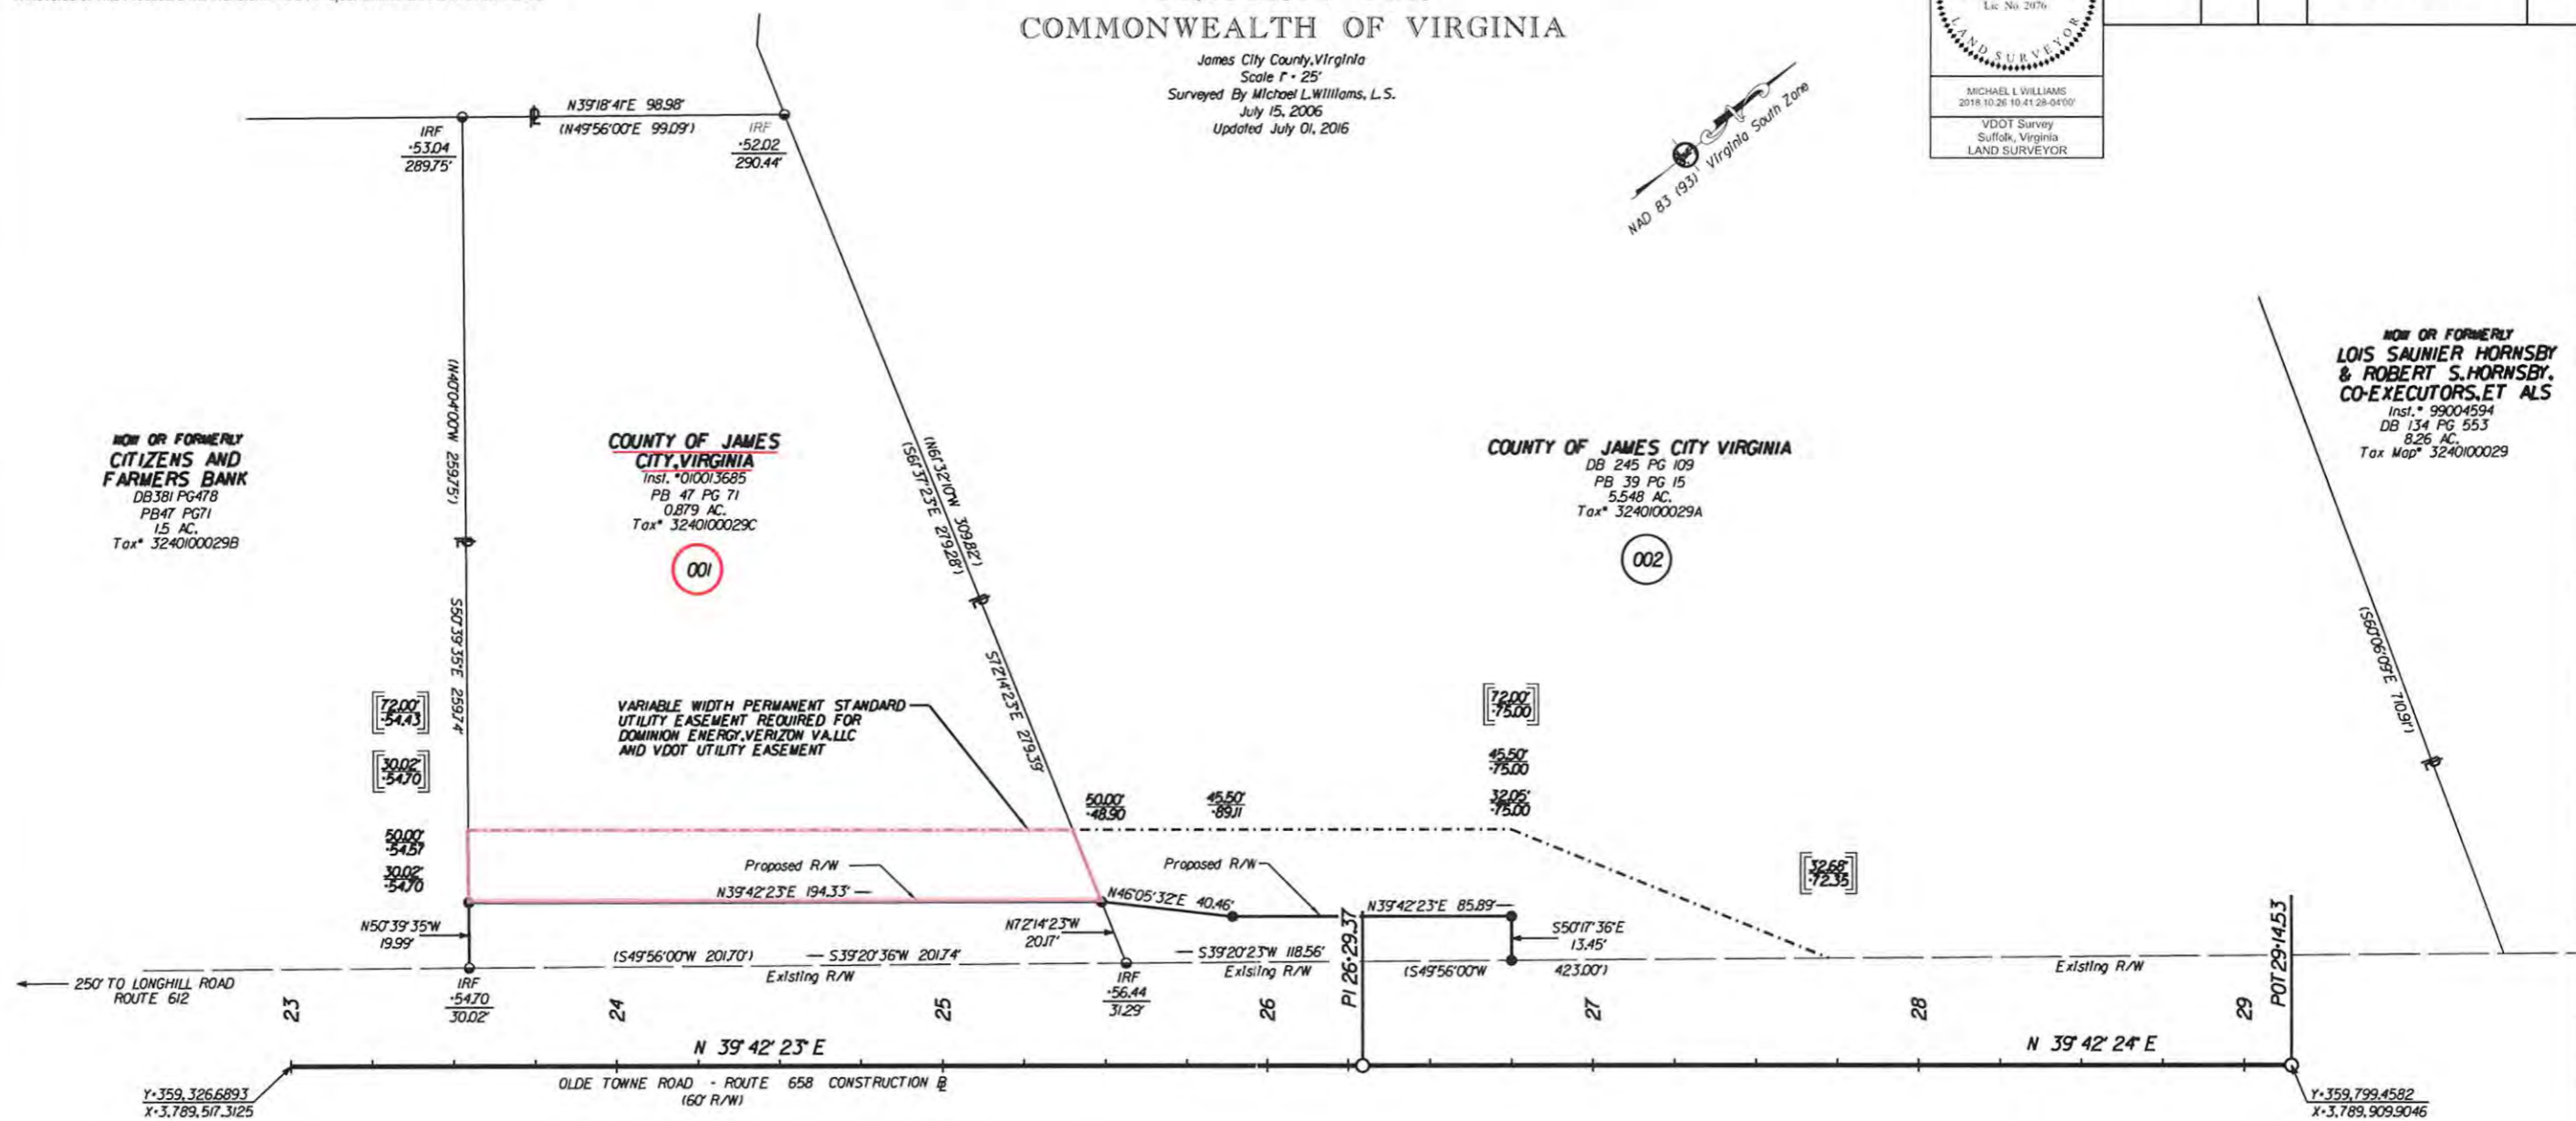 COMMONWEALTH OF VIRGINIA
James City County, Virginia
Scale 1" = 25'
Surveyed By Michael L. Williams, L.S.
July 15, 2006
Updated July 01, 2016
Lic No. 2076
LAND SURVEYOR
MICHAEL L WILLIAMS
2018.10.26 10:41:28-04'00'
VDOT Survey
Suffolk, Virginia
LAND SURVEYOR
NAD 83 (93) Virginia South Zone
N39°18'41"E 98.98'
(N49°56'00"E 99.09')
IRF
+53.04
289.75'
IRF
+52.02
290.44'
(N40°04'00"W 259.75')
S50°39'35"E 259.74'
(N61°32'10"W 309.82')
(S61°37'23"E 279.28')
S72°14'23"E 279.39'
NOW OR FORMERLY
CITIZENS AND
FARMERS BANK
DB381 PG478
PB47 PG71
1.5 AC.
Tax# 3240100029B
COUNTY OF JAMES
CITY, VIRGINIA
Inst. #010013685
PB 47 PG 71
0.879 AC.
Tax# 3240100029C
001
COUNTY OF JAMES CITY VIRGINIA
DB 245 PG 109
PB 39 PG 15
5.548 AC.
Tax# 3240100029A
002
NOW OR FORMERLY
LOIS SAUNIER HORNSBY
& ROBERT S. HORNSBY,
CO-EXECUTORS, ET ALS
Inst.# 99004594
DB 134 PG 553
8.26 AC.
Tax Map# 3240100029
(S60°06'09"E 710.91')
VARIABLE WIDTH PERMANENT STANDARD
UTILITY EASEMENT REQUIRED FOR
DOMINION ENERGY, VERIZON VA.LLC
AND VDOT UTILITY EASEMENT
72.00'
+54.43
30.02'
+54.70
50.00'
+54.57
30.02'
+54.70
50.00'
+48.90
45.50'
+89.11
72.00'
+75.00
45.50'
+75.00
32.05'
+75.00
32.68'
+72.35
Proposed R/W
N39°42'23"E 194.33'
Proposed R/W
N46°05'32"E 40.46'
N39°42'23"E 85.89'
N50°39'35"W
19.99'
N72°14'23"W
20.17'
S50°17'36"E
13.45'
(S49°56'00"W 201.70')
S39°20'36"W 201.74'
Existing R/W
S39°20'23"W 118.56'
Existing R/W
(S49°56'00"W 423.00')
Existing R/W
250' TO LONGHILL ROAD
ROUTE 612
IRF
+54.70
30.02'
IRF
+56.44
31.29'
23
24
25
26
PI 26+29.37
27
28
29
POT 29+14.53
N 39° 42' 23" E
N 39° 42' 24" E
OLDE TOWNE ROAD - ROUTE 658 CONSTRUCTION BL
(60' R/W)
Y=359,326.6893
X=3,789,517.3125
Y=359,799.4582
X=3,789,909.9046